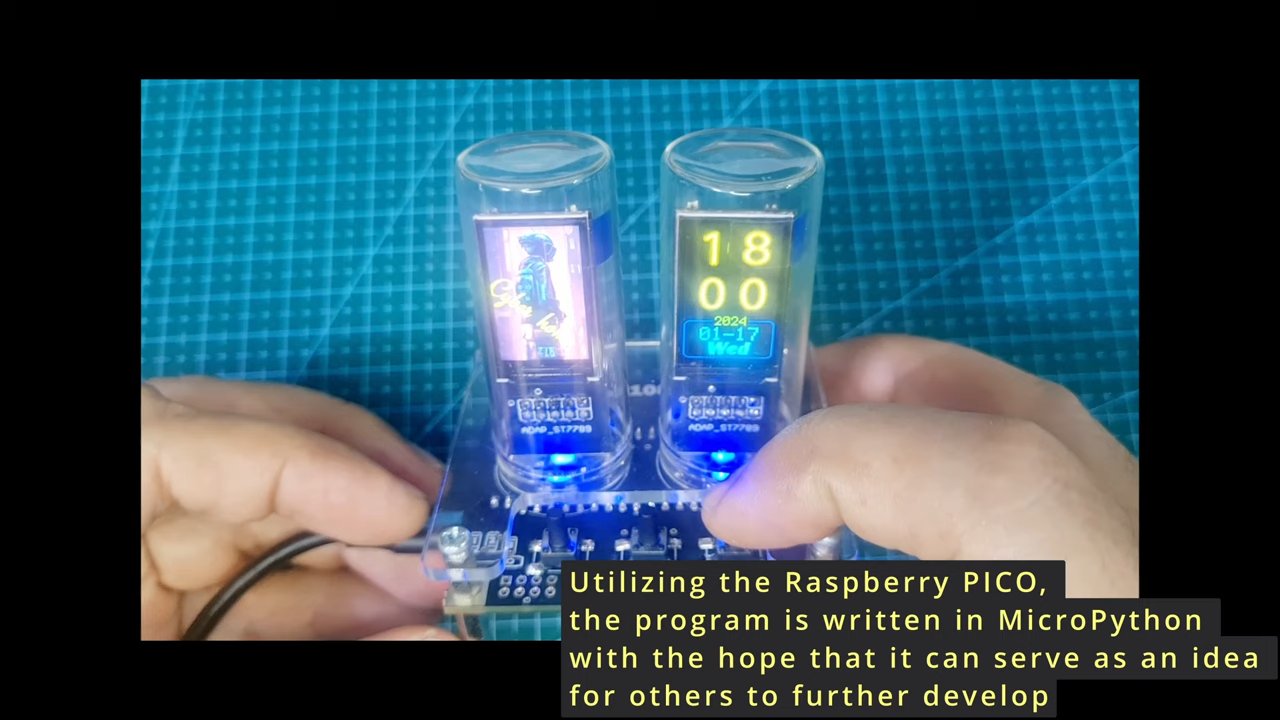 18
00
2024
01-17
Wed
ADAP_ST7789
ADAP_ST7789
Utilizing the Raspberry PICO,
the program is written in MicroPython
with the hope that it can serve as an idea
for others to further develop